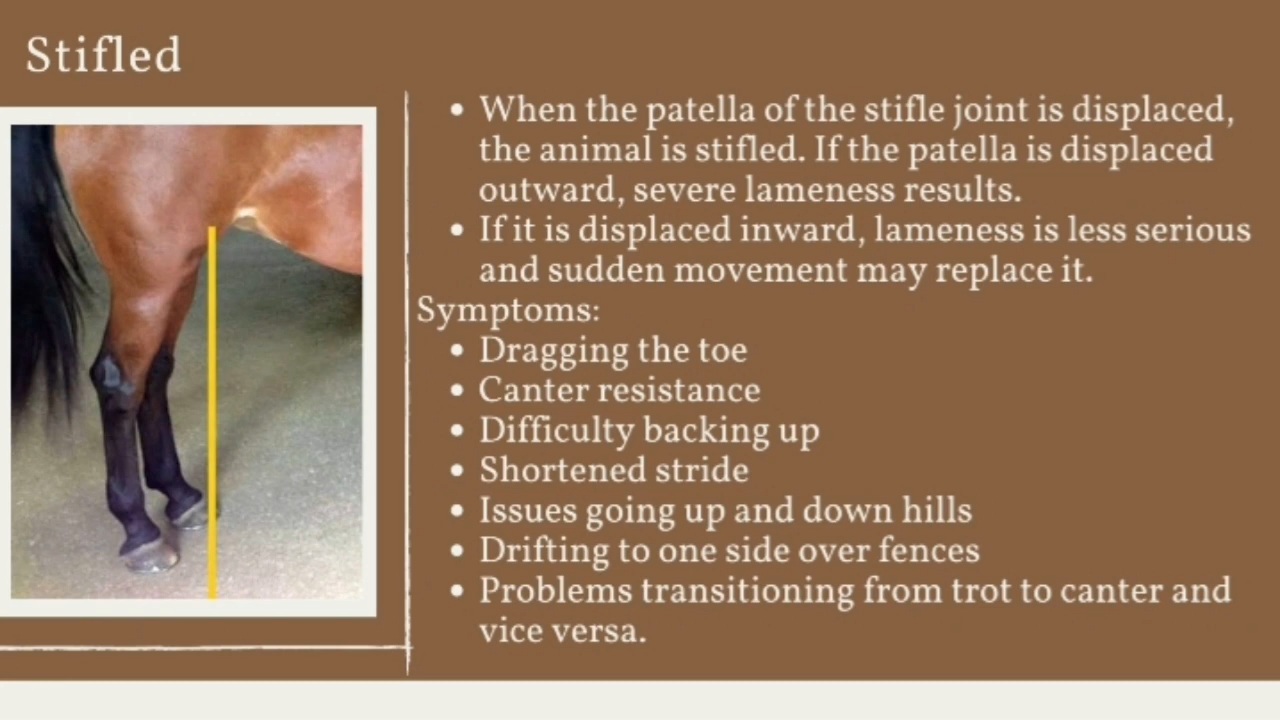 Stifled
• When the patella of the stifle joint is displaced,
the animal is stifled. If the patella is displaced
outward, severe lameness results.
• If it is displaced inward, lameness is less serious
and sudden movement may replace it.
Symptoms:
• Dragging the toe
• Canter resistance
• Difficulty backing up
• Shortened stride
• Issues going up and down hills
• Drifting to one side over fences
• Problems transitioning from trot to canter and
vice versa.